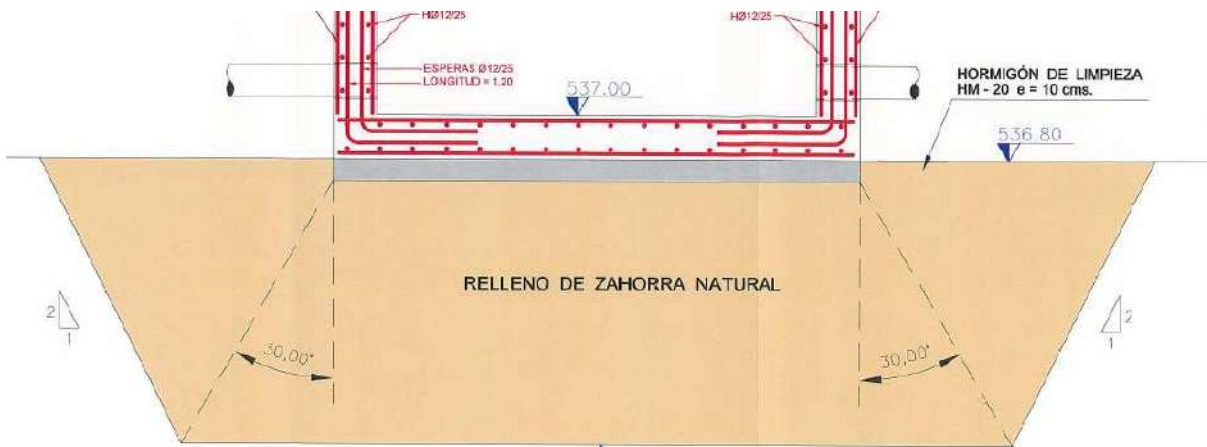 HØ12/25
HØ12/25
ESPERAS Ø12/25
LONGITUD = 1,20
537.00
HORMIGÓN DE LIMPIEZA
HM - 20 e = 10 cms.
536.80
RELLENO DE ZAHORRA NATURAL
2
1
30,00°
30,00°
2
1